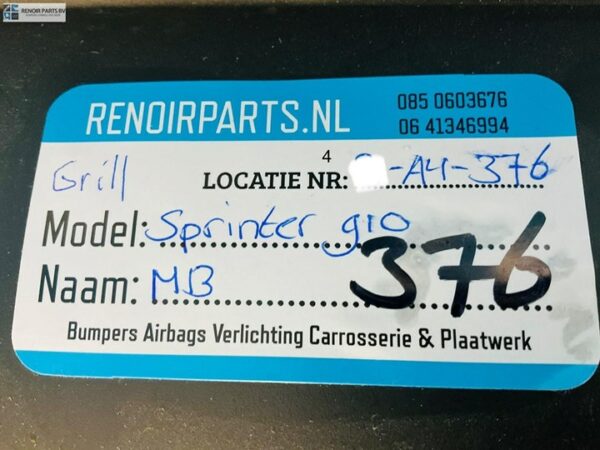 RENOIR PARTS BV
RENOIRPARTS.NL
085 0603676
06 41346994
Grill
4
LOCATIE NR: -A4-376
Model: Sprinter 910
Naam: MB
376
Bumpers Airbags Verlichting Carrosserie & Plaatwerk